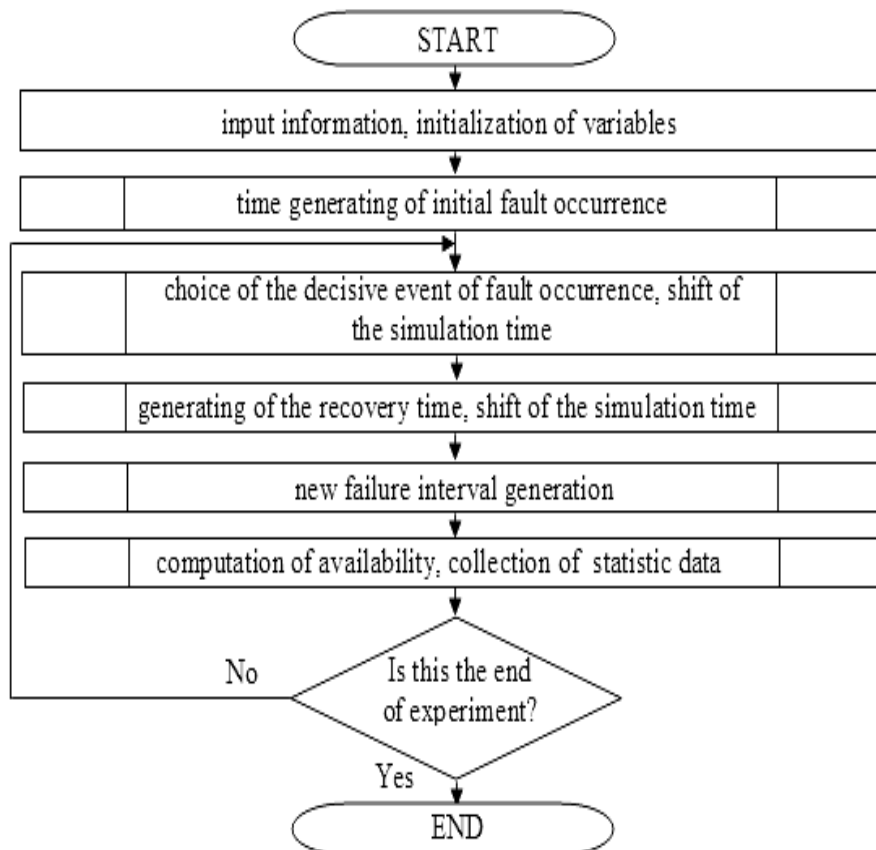 START
input information, initialization of variables
time generating of initial fault occurrence
choice of the decisive event of fault occurrence, shift of
the simulation time
generating of the recovery time, shift of the simulation time
new failure interval generation
computation of availability, collection of statistic data
Is this the end
of experiment?
No
Yes
END